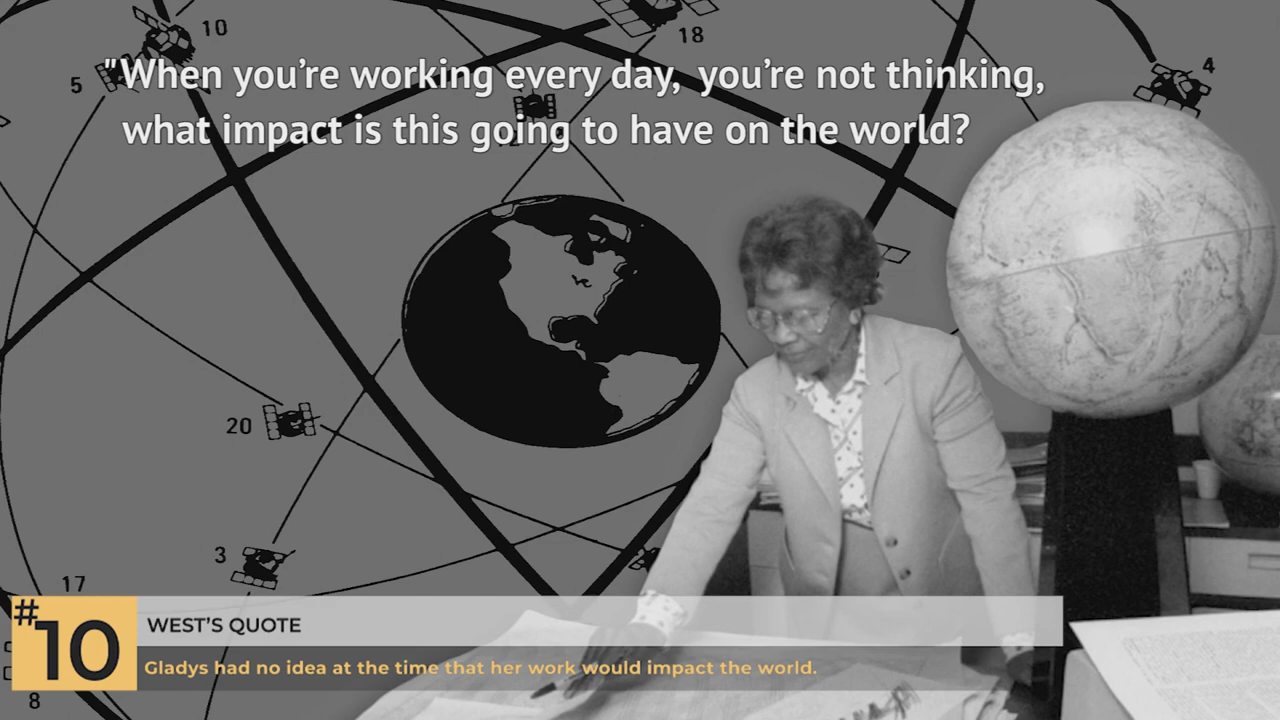 10
18
5
4
"When you're working every day, you're not thinking,
what impact is this going to have on the world?
20
3
17
#10
WEST'S QUOTE
Gladys had no idea at the time that her work would impact the world.
8